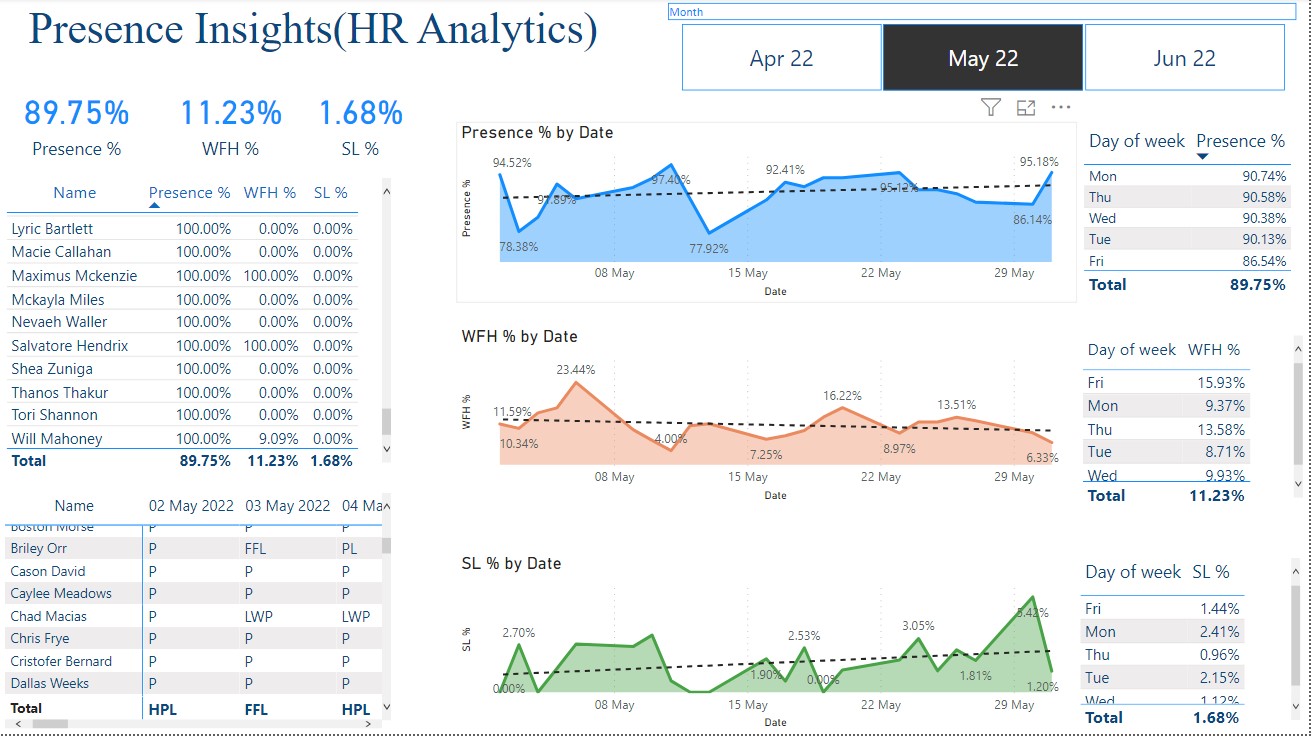 Presence Insights(HR Analytics)
Month
Apr 22
May 22
Jun 22
89.75%
11.23%
1.68%
Presence %
WFH %
SL %
Name Presence % WFH % SL %
Lyric Bartlett 100.00% 0.00% 0.00%
Macie Callahan 100.00% 0.00% 0.00%
Maximus Mckenzie 100.00% 100.00% 0.00%
Mckayla Miles 100.00% 0.00% 0.00%
Nevaeh Waller 100.00% 0.00% 0.00%
Salvatore Hendrix 100.00% 100.00% 0.00%
Shea Zuniga 100.00% 0.00% 0.00%
Thanos Thakur 100.00% 0.00% 0.00%
Tori Shannon 100.00% 0.00% 0.00%
Will Mahoney 100.00% 9.09% 0.00%
Total 89.75% 11.23% 1.68%
Name 02 May 2022 03 May 2022 04 Ma
Boston Morse P P P
Briley Orr P FFL PL
Cason David P P P
Caylee Meadows P P P
Chad Macias P LWP LWP
Chris Frye P P P
Cristofer Bernard P P P
Dallas Weeks P P P
Total HPL FFL HPL
Presence % by Date
Presence %
94.52%
78.38%
97.40%
77.92%
92.41%
95.12%
95.18%
86.14%
08 May 15 May 22 May 29 May
Date
Day of week Presence %
Mon 90.74%
Thu 90.58%
Wed 90.38%
Tue 90.13%
Fri 86.54%
Total 89.75%
WFH % by Date
WFH %
11.59%
10.34%
23.44%
4.00%
7.25%
16.22%
8.97%
13.51%
6.33%
08 May 15 May 22 May 29 May
Date
Day of week WFH %
Fri 15.93%
Mon 9.37%
Thu 13.58%
Tue 8.71%
Wed 9.93%
Total 11.23%
SL % by Date
SL %
0.00%
2.70%
1.90%
2.53%
0.00%
3.05%
1.81%
5.42%
1.20%
08 May 15 May 22 May 29 May
Date
Day of week SL %
Fri 1.44%
Mon 2.41%
Thu 0.96%
Tue 2.15%
Wed 1.12%
Total 1.68%